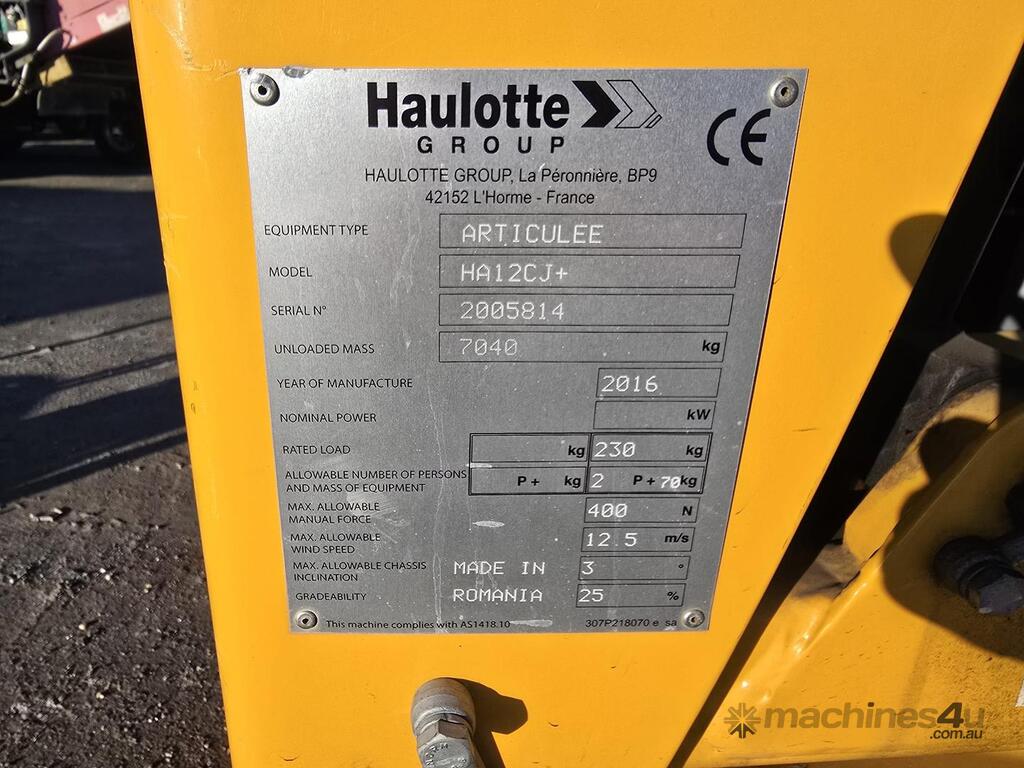 Haulotte
GROUP
CE
HAULOTTE GROUP, La Péronnière, BP9
42152 L'Horme - France
EQUIPMENT TYPE ARTICULEE
MODEL HA12CJ+
SERIAL N° 2005814
UNLOADED MASS 7040 kg
YEAR OF MANUFACTURE 2016
NOMINAL POWER kW
RATED LOAD kg 230 kg
ALLOWABLE NUMBER OF PERSONS
AND MASS OF EQUIPMENT P + kg 2 P + 70kg
MAX. ALLOWABLE
MANUAL FORCE 400 N
MAX. ALLOWABLE
WIND SPEED 12.5 m/s
MAX. ALLOWABLE CHASSIS
INCLINATION MADE IN 3 °
GRADEABILITY ROMANIA 25 %
This machine complies with AS1418.10 307P218070 e sa
machines4u
.com.au